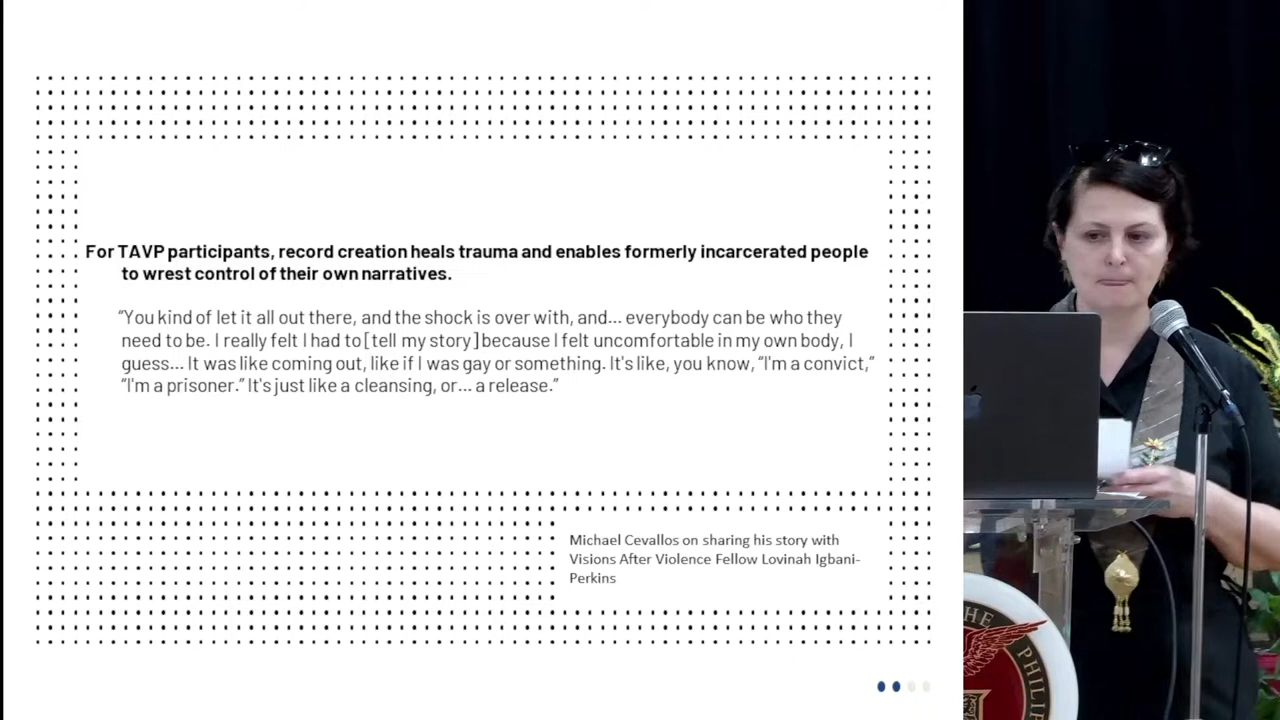 For TAVP participants, record creation heals trauma and enables formerly incarcerated people
to wrest control of their own narratives.
“You kind of let it all out there, and the shock is over with, and... everybody can be who they
need to be. I really felt I had to [tell my story] because I felt uncomfortable in my own body, I
guess... It was like coming out, like if I was gay or something. It's like, you know, “I'm a convict,”
“I'm a prisoner.” It's just like a cleansing, or... a release.”
Michael Cevallos on sharing his story with
Visions After Violence Fellow Lovinah Igbani-
Perkins
THE